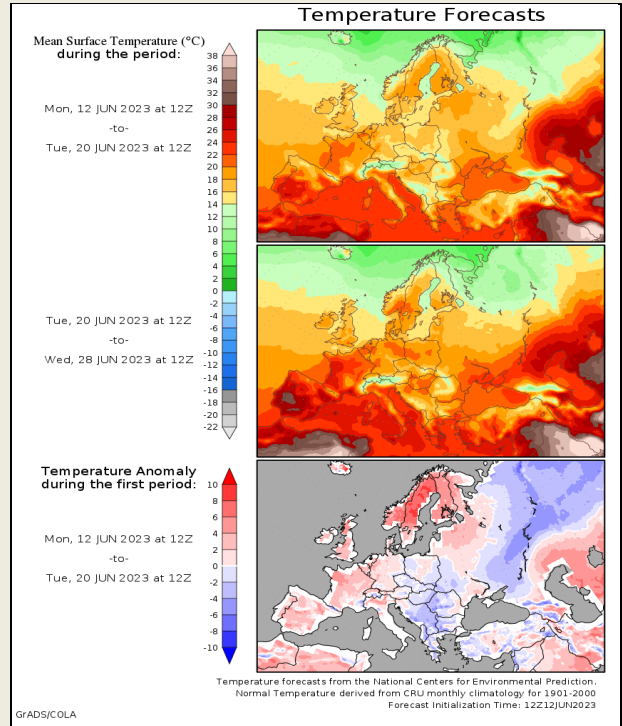 Temperature Forecasts
Mean Surface Temperature (°C)
during the period:
Mon, 12 JUN 2023 at 12Z
-to-
Tue, 20 JUN 2023 at 12Z
38
36
34
32
30
28
26
24
22
20
18
16
14
12
10
8
6
4
2
0
-2
-4
-6
-8
-10
-12
-14
-16
-18
-20
-22
Tue, 20 JUN 2023 at 12Z
-to-
Wed, 28 JUN 2023 at 12Z
Temperature Anomaly
during the first period:
Mon, 12 JUN 2023 at 12Z
-to-
Tue, 20 JUN 2023 at 12Z
10
8
6
4
2
0
-2
-4
-6
-8
-10
Temperature forecasts from the National Centers for Environmental Prediction.
Normal Temperature derived from CRU monthly climatology for 1901-2000
Forecast Initialization Time: 12Z12JUN2023
GrADS/COLA